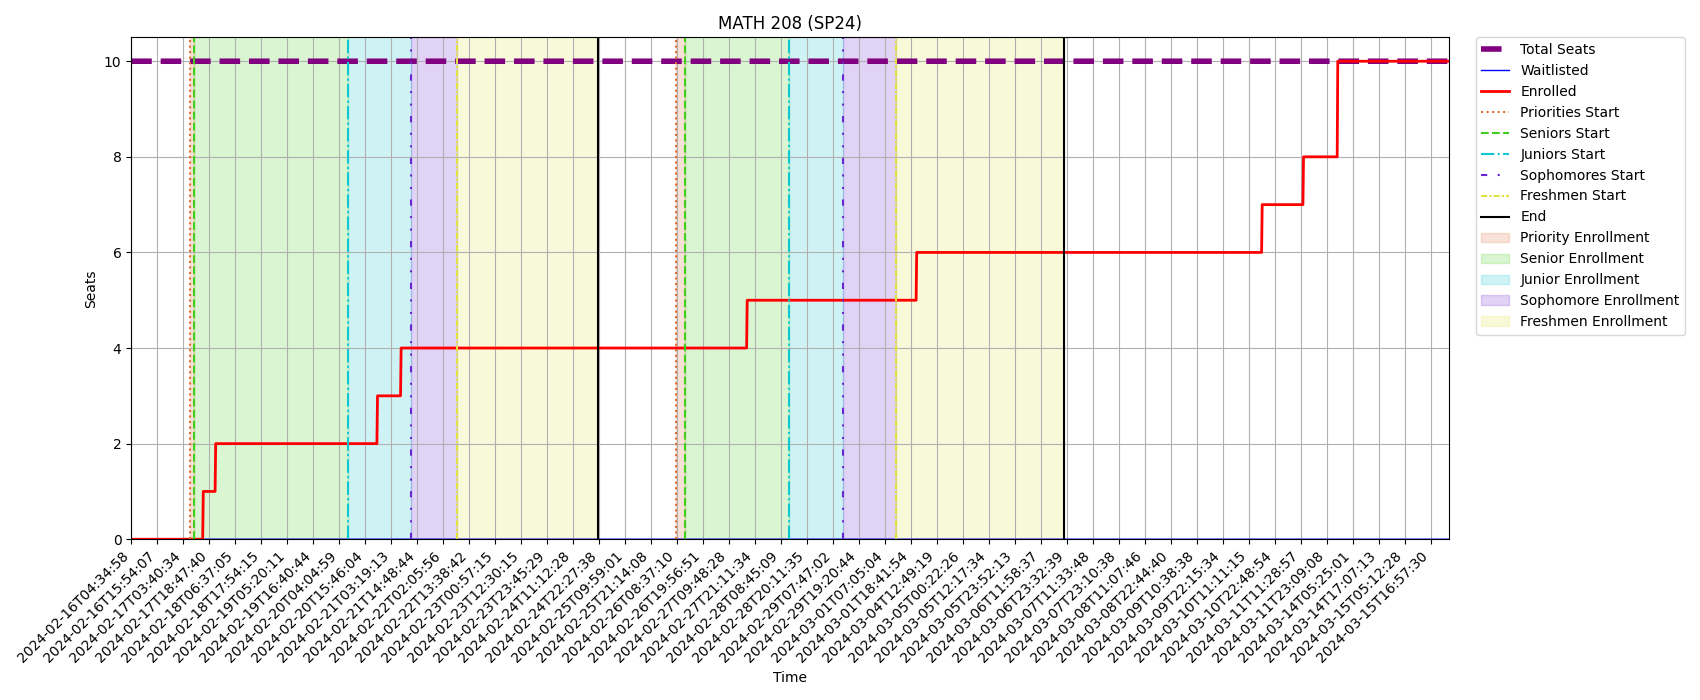 MATH 208 (SP24)
Total Seats
Waitlisted
Enrolled
Priorities Start
Seniors Start
Juniors Start
Sophomores Start
Freshmen Start
End
Priority Enrollment
Senior Enrollment
Junior Enrollment
Sophomore Enrollment
Freshmen Enrollment
Seats
10
8
6
4
2
0
2024-02-16T04:34:58
2024-02-16T15:54:07
2024-02-17T03:40:34
2024-02-17T18:47:40
2024-02-18T06:37:05
2024-02-18T17:54:15
2024-02-19T05:20:11
2024-02-19T16:40:44
2024-02-20T04:04:59
2024-02-20T15:46:04
2024-02-21T03:19:13
2024-02-21T14:48:44
2024-02-22T02:05:56
2024-02-22T13:38:42
2024-02-23T00:57:15
2024-02-23T12:30:15
2024-02-23T23:45:29
2024-02-24T11:12:28
2024-02-24T22:27:38
2024-02-25T09:59:01
2024-02-25T21:14:08
2024-02-26T08:37:10
2024-02-26T19:56:51
2024-02-27T09:48:28
2024-02-27T21:11:34
2024-02-28T08:45:09
2024-02-28T20:11:35
2024-02-29T07:47:02
2024-02-29T19:20:44
2024-03-01T07:05:04
2024-03-01T18:41:54
2024-03-04T12:49:19
2024-03-05T00:22:26
2024-03-05T12:17:34
2024-03-05T23:52:13
2024-03-06T11:58:37
2024-03-06T23:32:39
2024-03-07T11:33:48
2024-03-07T23:10:38
2024-03-08T11:07:46
2024-03-08T22:44:40
2024-03-09T10:38:38
2024-03-09T22:15:34
2024-03-10T11:11:15
2024-03-10T22:48:54
2024-03-11T11:28:57
2024-03-11T23:09:08
2024-03-14T05:25:01
2024-03-14T17:07:13
2024-03-15T05:12:28
2024-03-15T16:57:30
Time